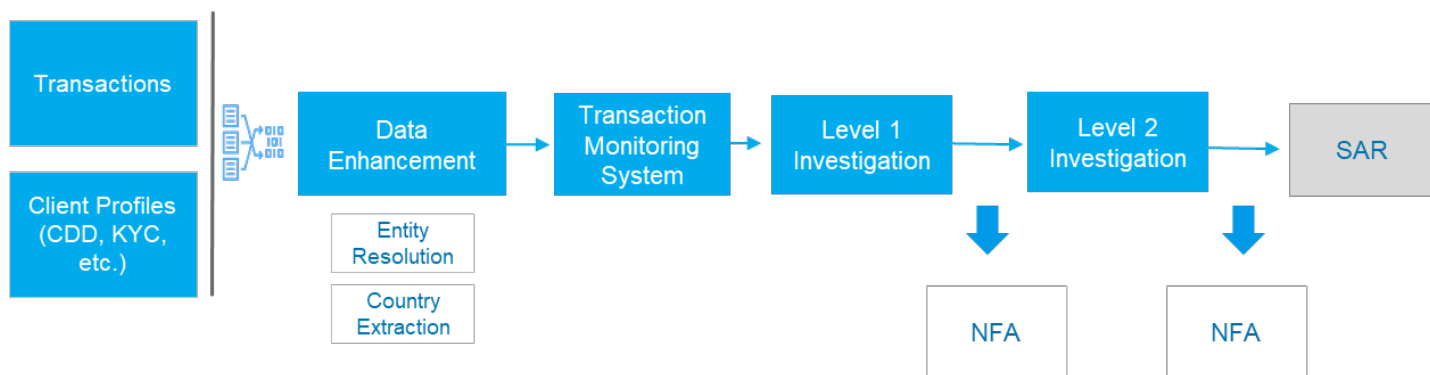 Transactions
Client Profiles
(CDD, KYC,
etc.)
Data
Enhancement
Entity
Resolution
Country
Extraction
Transaction
Monitoring
System
Level 1
Investigation
Level 2
Investigation
SAR
NFA
NFA